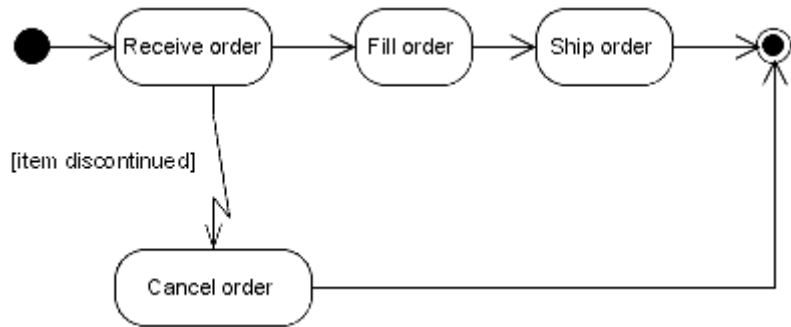 Receive order
Fill order
Ship order
[item discontinued]
Cancel order